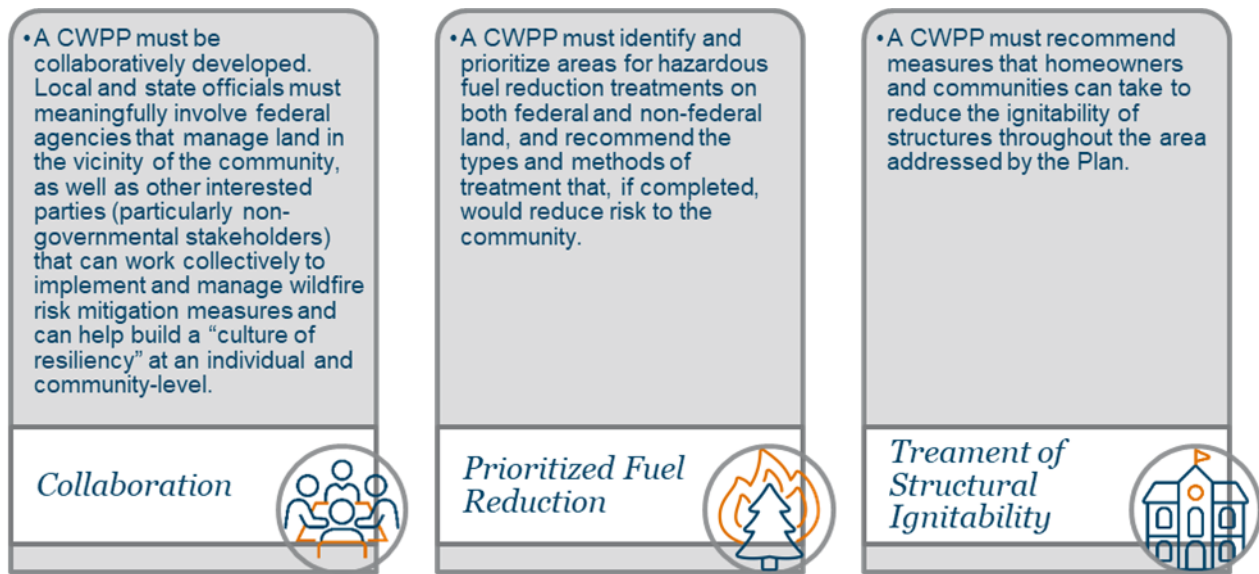 •A CWPP must be
collaboratively developed.
Local and state officials must
meaningfully involve federal
agencies that manage land in
the vicinity of the community,
as well as other interested
parties (particularly non-
governmental stakeholders)
that can work collectively to
implement and manage wildfire
risk mitigation measures and
can help build a “culture of
resiliency” at an individual and
community-level.
Collaboration
•A CWPP must identify and
prioritize areas for hazardous
fuel reduction treatments on
both federal and non-federal
land, and recommend the
types and methods of
treatment that, if completed,
would reduce risk to the
community.
Prioritized Fuel
Reduction
•A CWPP must recommend
measures that homeowners
and communities can take to
reduce the ignitability of
structures throughout the area
addressed by the Plan.
Treament of
Structural
Ignitability